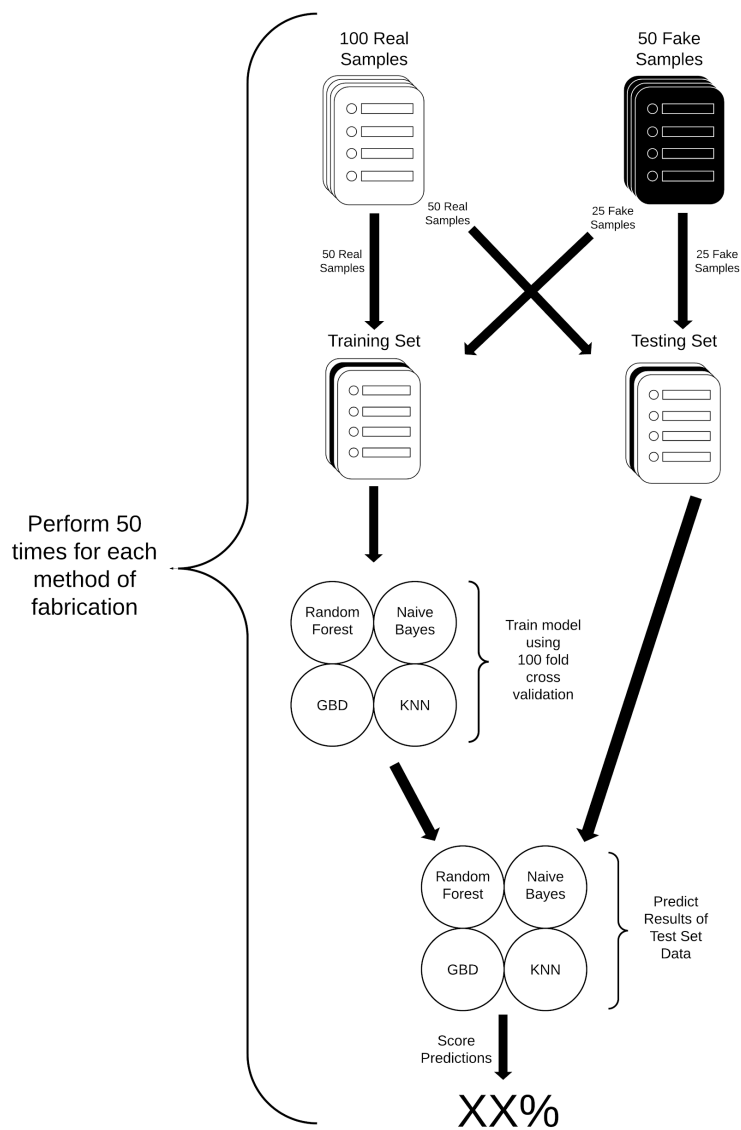 100 Real
Samples
50 Fake
Samples
50 Real
Samples
25 Fake
Samples
50 Real
Samples
25 Fake
Samples
Training Set
Testing Set
Perform 50
times for each
method of
fabrication
Random
Forest
Naive
Bayes
GBD
KNN
Train model
using
100 fold
cross
validation
Random
Forest
Naive
Bayes
GBD
KNN
Predict
Results of
Test Set
Data
Score
Predictions
XX%